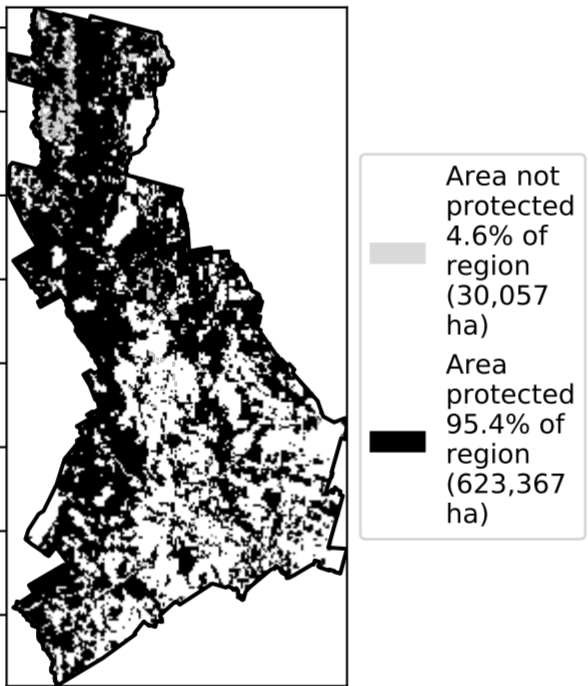 Area not
protected
4.6% of
region
(30,057
ha)
Area
protected
95.4% of
region
(623,367
ha)